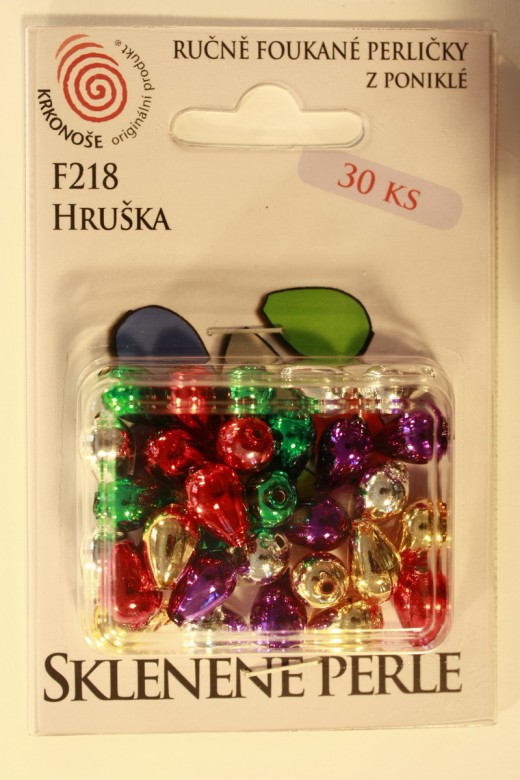 RUČNĚ FOUKANÉ PERLIČKY
Z PONIKLÉ
KRKONOŠE
originální produkt®
F218
HRUŠKA
30 KS
SKLENENE PERLE